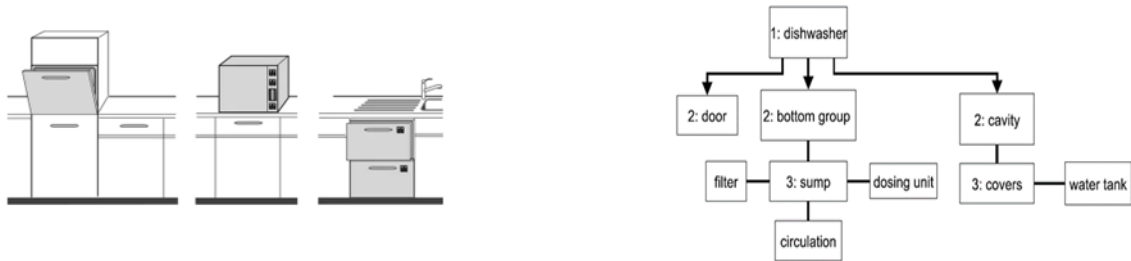 1: dishwasher
2: door
2: bottom group
2: cavity
filter
3: sump
dosing unit
3: covers
water tank
circulation